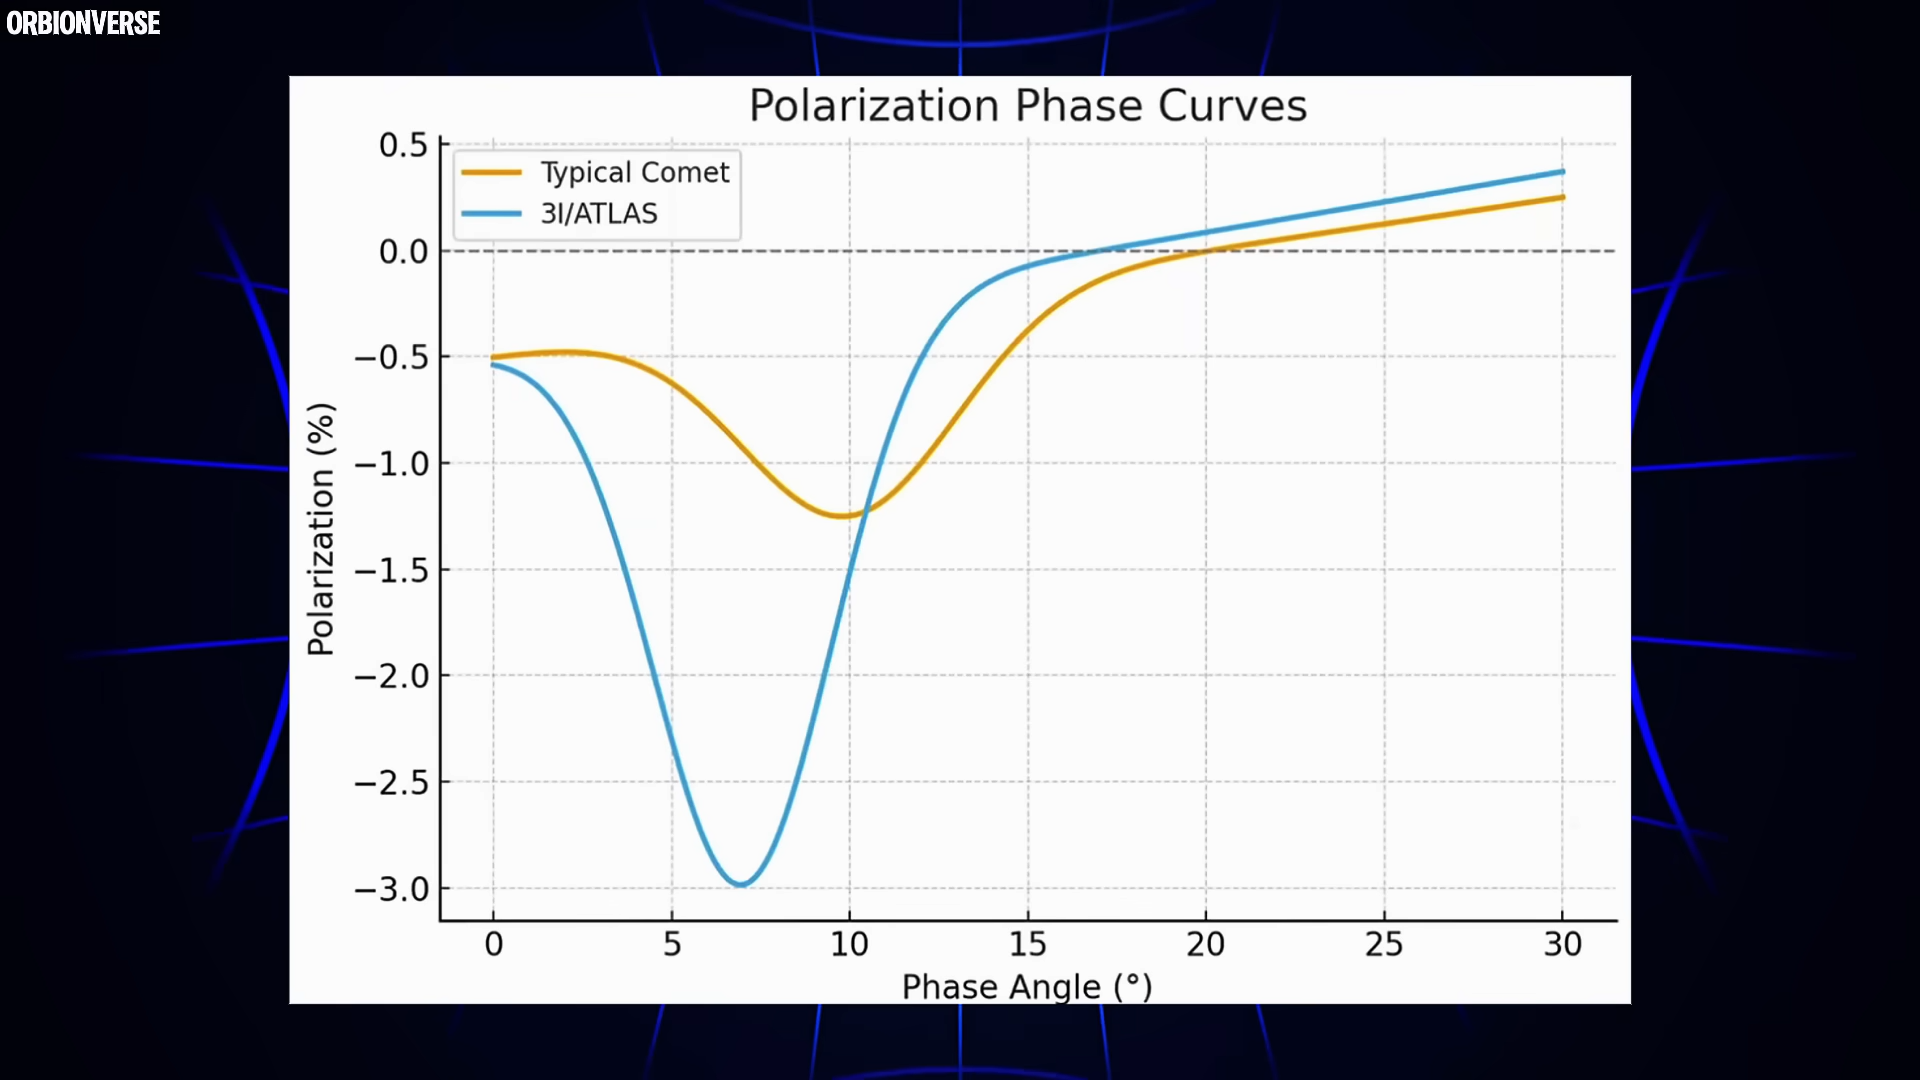 ORBIONVERSE
Polarization Phase Curves
Typical Comet
3I/ATLAS
0.5
0.0
−0.5
−1.0
−1.5
−2.0
−2.5
−3.0
Polarization (%)
0 5 10 15 20 25 30
Phase Angle (°)